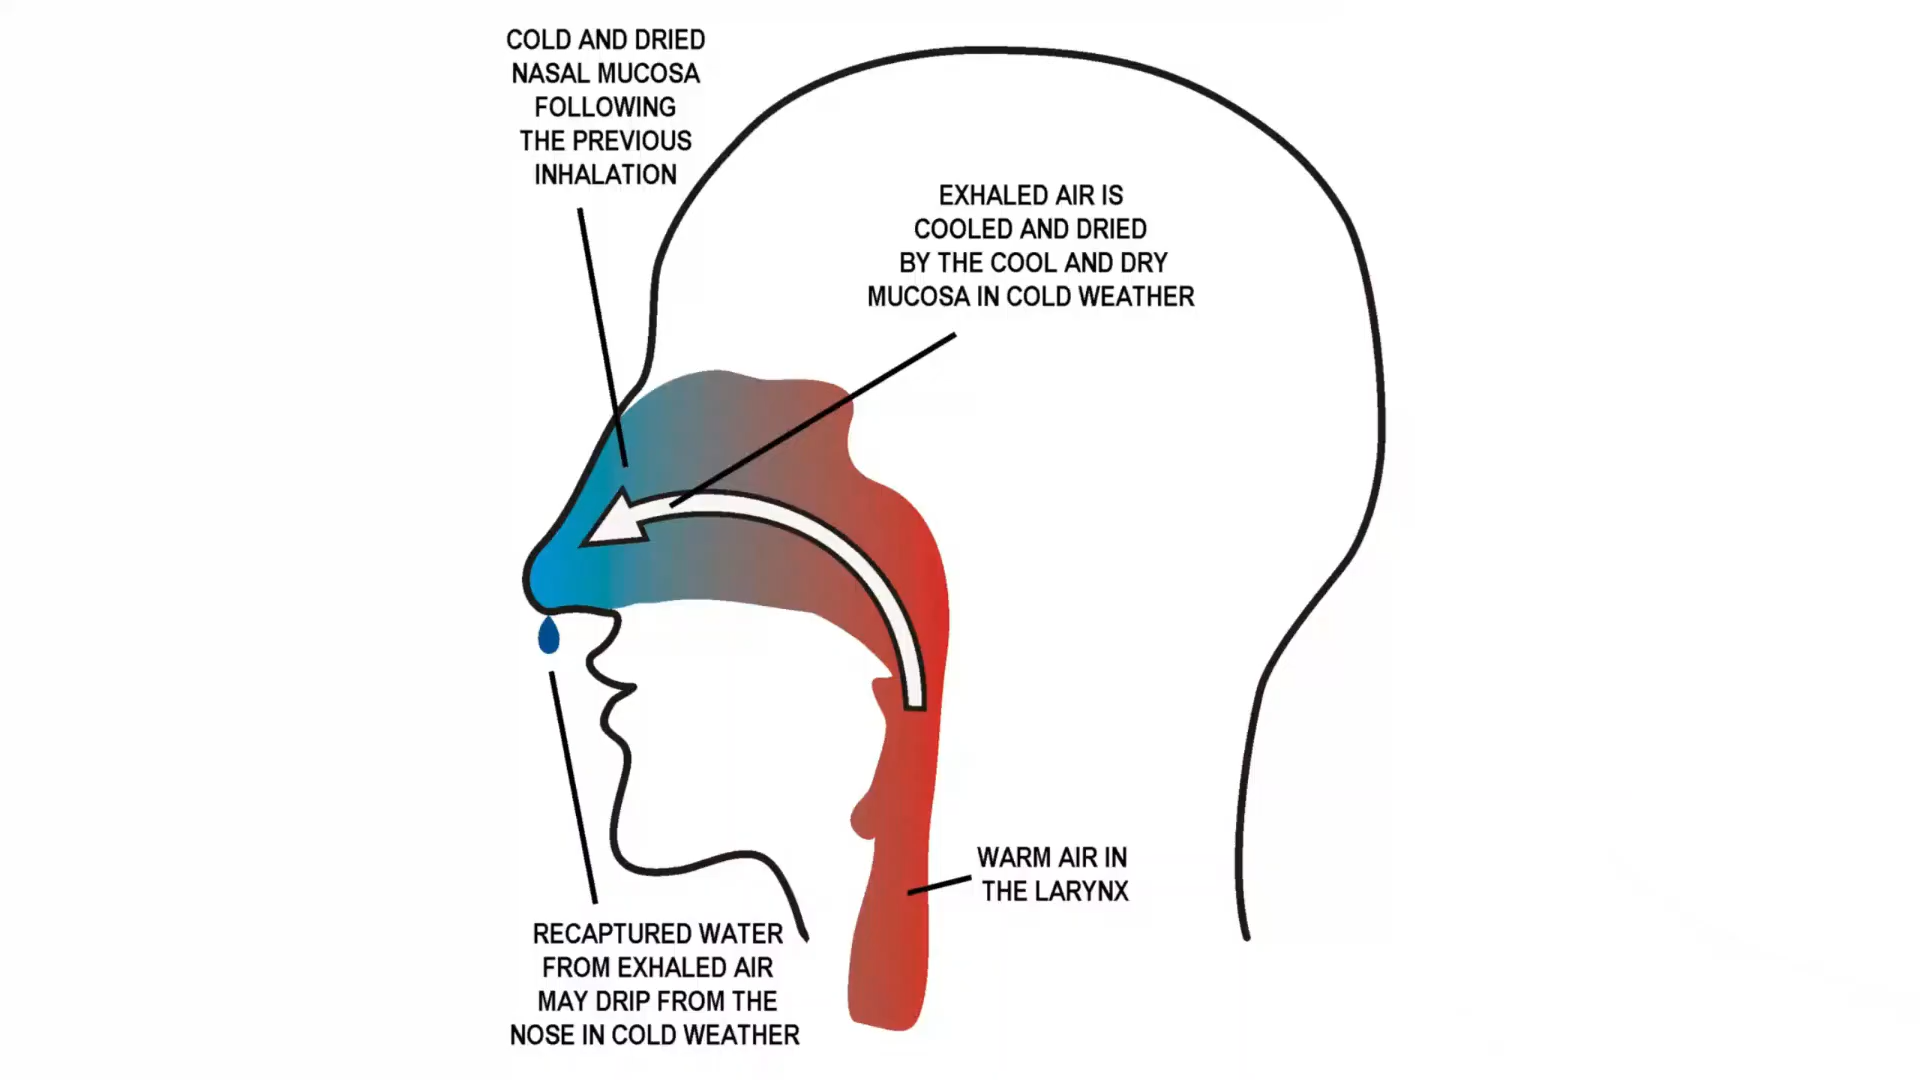 COLD AND DRIED
NASAL MUCOSA
FOLLOWING
THE PREVIOUS
INHALATION
EXHALED AIR IS
COOLED AND DRIED
BY THE COOL AND DRY
MUCOSA IN COLD WEATHER
WARM AIR IN
THE LARYNX
RECAPTURED WATER
FROM EXHALED AIR
MAY DRIP FROM THE
NOSE IN COLD WEATHER